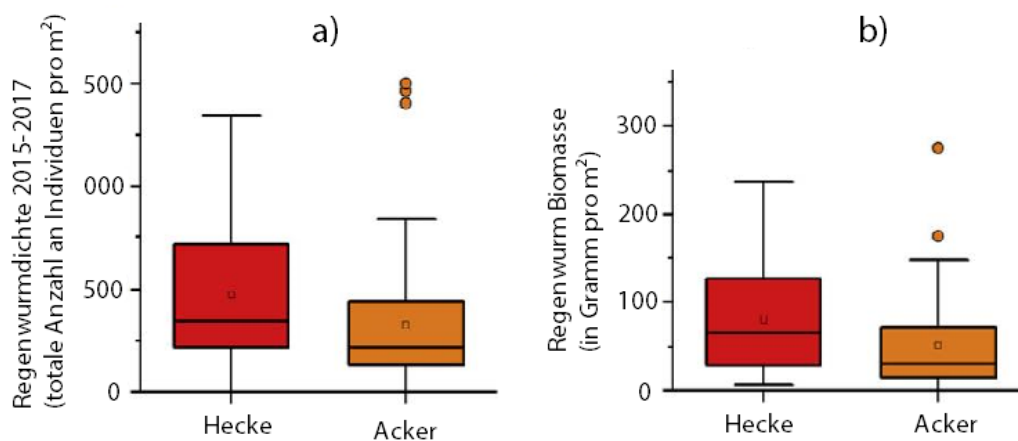 a)
Regenwurmdichte 2015-2017
(totale Anzahl an Individuen pro m²)
500
000
500
0
Hecke
Acker
b)
Regenwurm Biomasse
(in Gramm pro m²)
300
200
100
0
Hecke
Acker